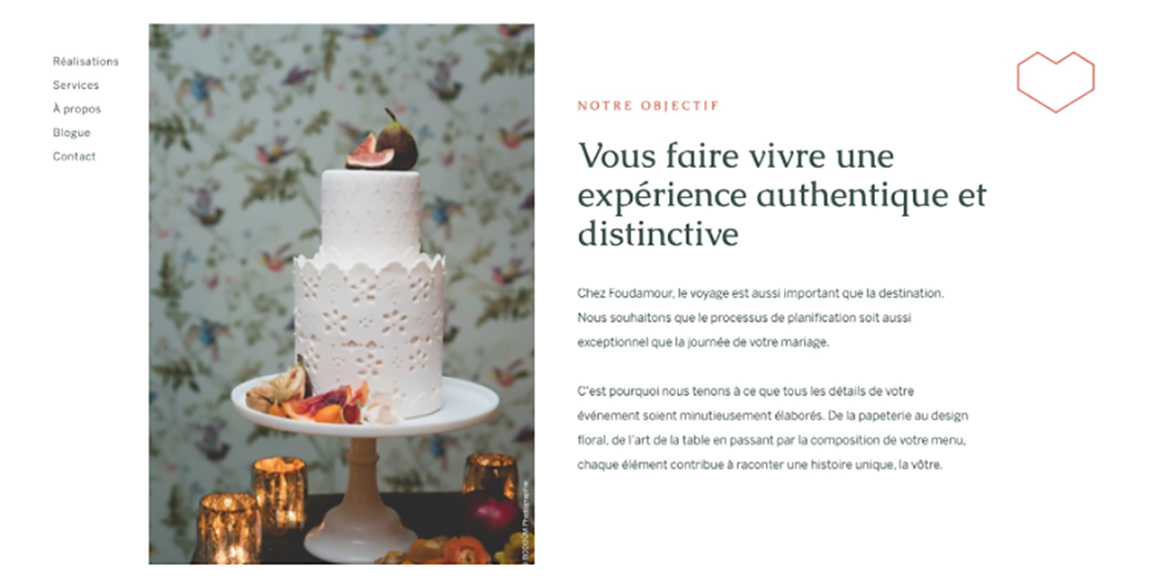 Réalisations
Services
À propos
Blogue
Contact
NOTRE OBJECTIF
Vous faire vivre une
expérience authentique et
distinctive
Chez Foudamour, le voyage est aussi important que la destination.
Nous souhaitons que le processus de planification soit aussi
exceptionnel que la journée de votre mariage.
C'est pourquoi nous tenons à ce que tous les détails de votre
événement soient minutieusement élaborés. De la papeterie au design
floral, de l'art de la table en passant par la composition de votre menu,
chaque élément contribue à raconter une histoire unique, la vôtre.
Photographie